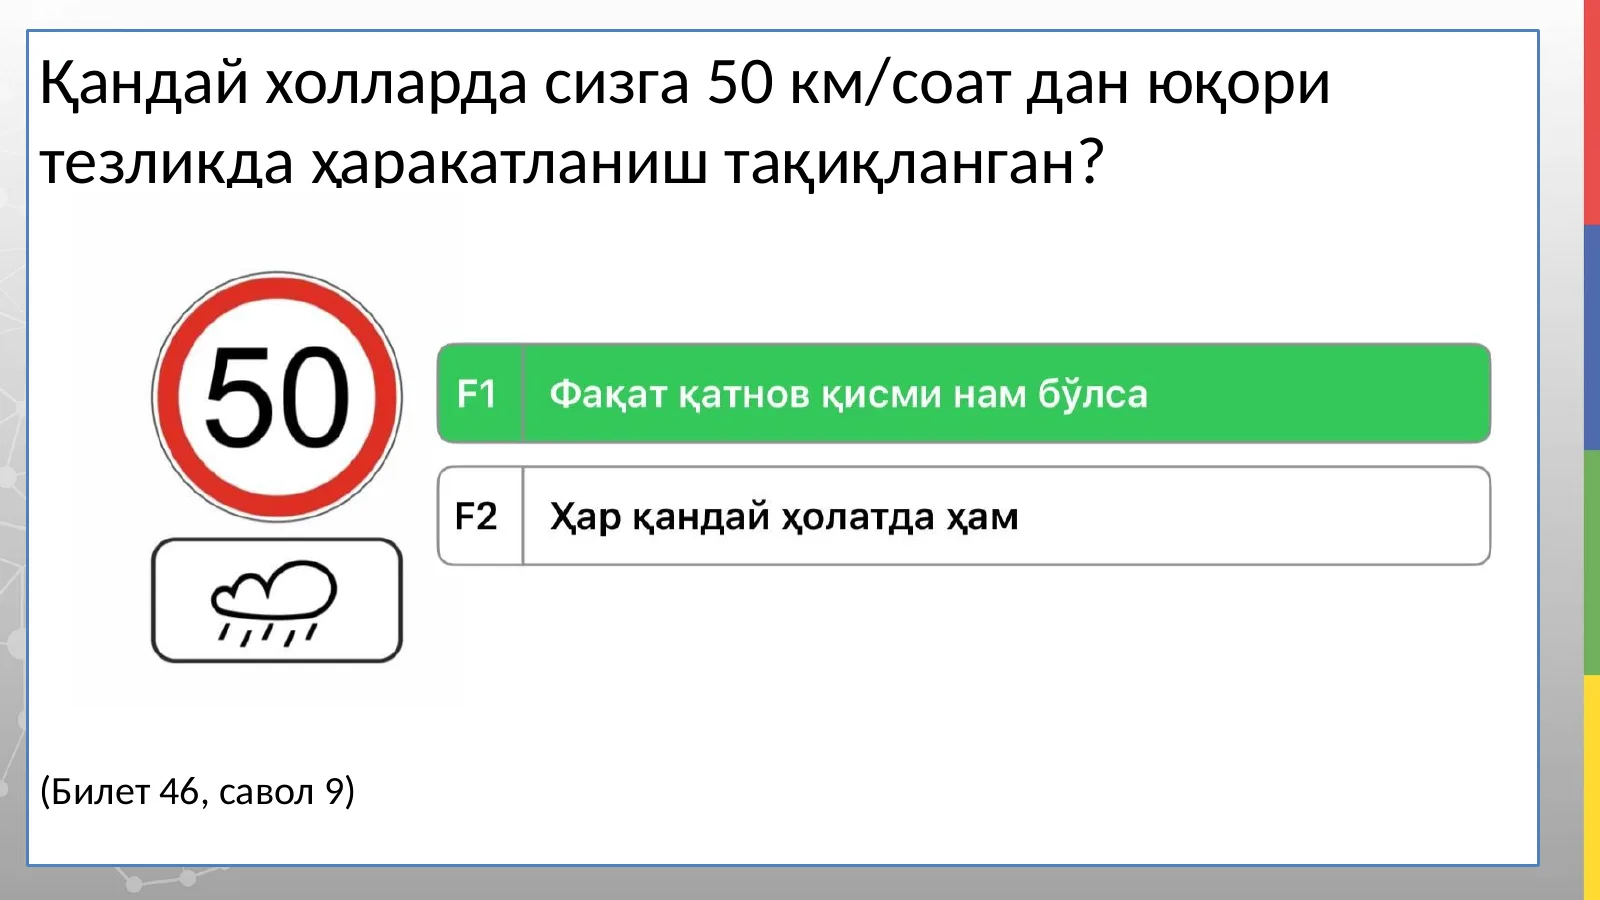 Қандай холларда сизга 50 км/соат дан юқори
тезликда ҳаракатланиш тақиқланган?
50
F1 Фақат қатнов қисми нам бўлса
F2 Ҳар қандай ҳолатда ҳам
(Билет 46, савол 9)